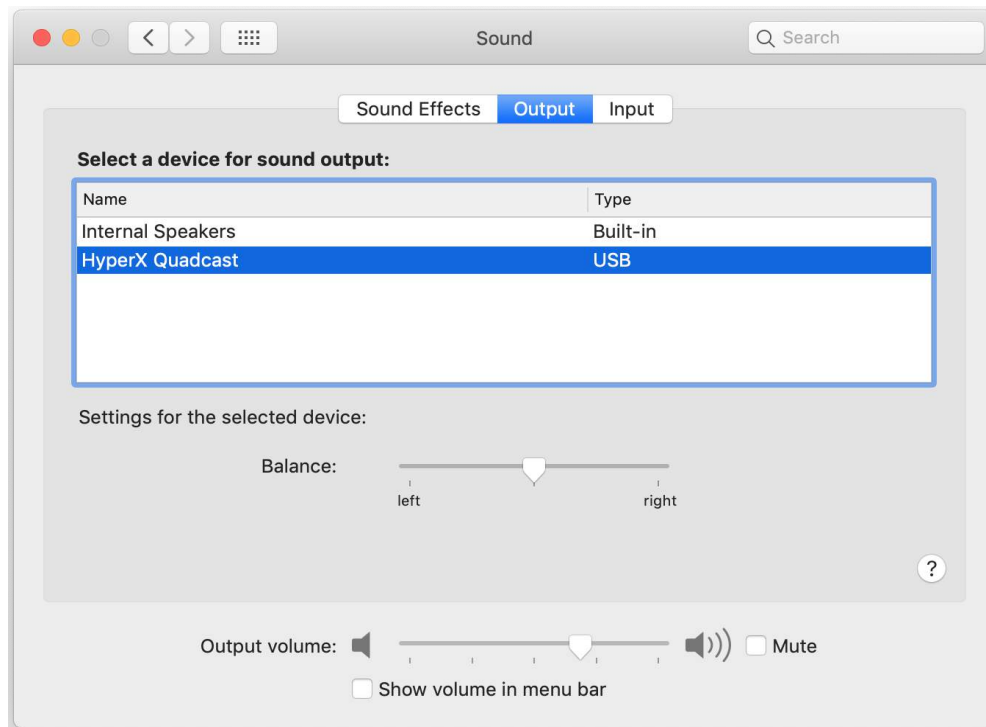 Sound
Search
Sound Effects Output Input
Select a device for sound output:
Name Type
Internal Speakers Built-in
HyperX Quadcast USB
Settings for the selected device:
Balance:
left right
?
Output volume: Mute
Show volume in menu bar